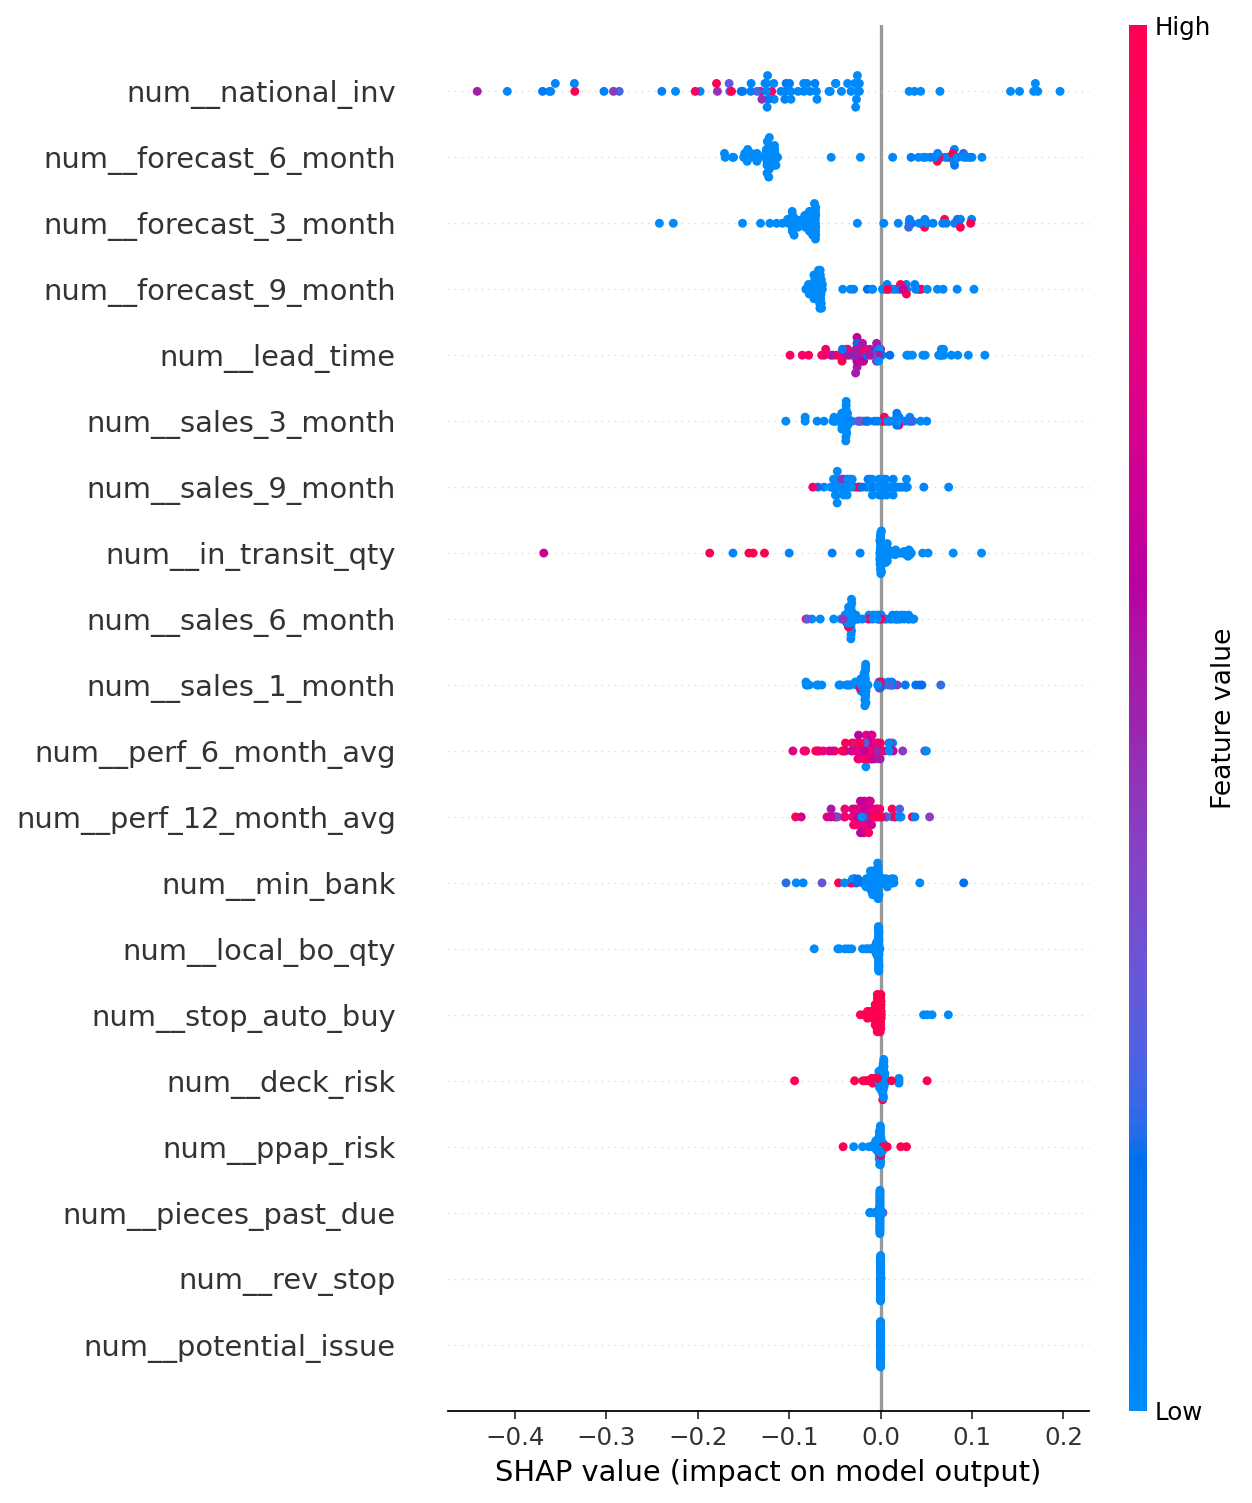 High
num__national_inv
num__forecast_6_month
num__forecast_3_month
num__forecast_9_month
num__lead_time
num__sales_3_month
num__sales_9_month
num__in_transit_qty
num__sales_6_month
num__sales_1_month
num__perf_6_month_avg
num__perf_12_month_avg
num__min_bank
num__local_bo_qty
num__stop_auto_buy
num__deck_risk
num__ppap_risk
num__pieces_past_due
num__rev_stop
num__potential_issue
Feature value
Low
−0.4 −0.3 −0.2 −0.1 0.0 0.1 0.2
SHAP value (impact on model output)